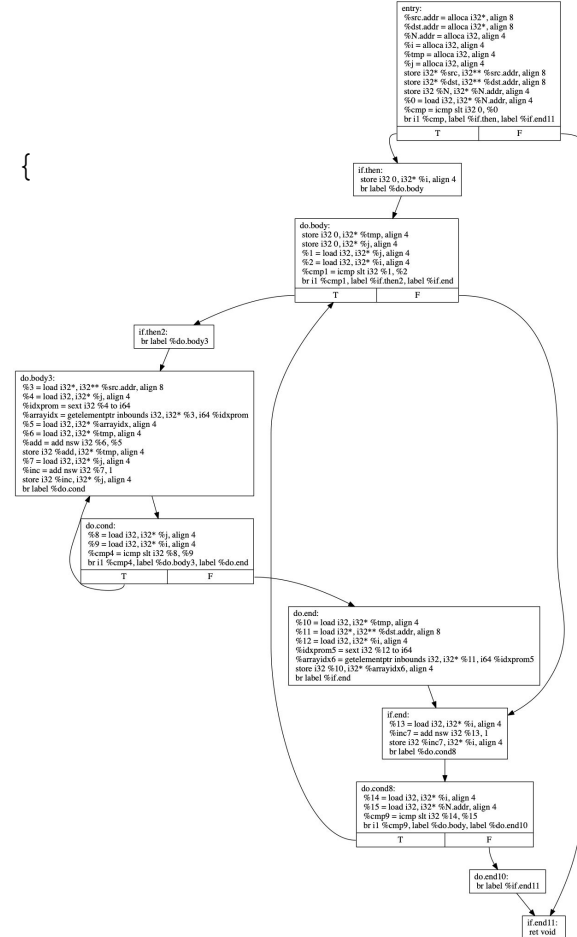 entry:
%src.addr = alloca i32*, align 8
%dst.addr = alloca i32*, align 8
%N.addr = alloca i32, align 4
%i = alloca i32, align 4
%tmp = alloca i32, align 4
%j = alloca i32, align 4
store i32* %src, i32** %src.addr, align 8
store i32* %dst, i32** %dst.addr, align 8
store i32 %N, i32* %N.addr, align 4
%0 = load i32, i32* %N.addr, align 4
%cmp = icmp slt i32 0, %0
br i1 %cmp, label %if.then, label %if.end11
T F
{
if.then:
store i32 0, i32* %i, align 4
br label %do.body
do.body:
store i32 0, i32* %tmp, align 4
store i32 0, i32* %j, align 4
%1 = load i32, i32* %j, align 4
%2 = load i32, i32* %i, align 4
%cmp1 = icmp slt i32 %1, %2
br i1 %cmp1, label %if.then2, label %if.end
T F
if.then2:
br label %do.body3
do.body3:
%3 = load i32*, i32** %src.addr, align 8
%4 = load i32, i32* %j, align 4
%idxprom = sext i32 %4 to i64
%arrayidx = getelementptr inbounds i32, i32* %3, i64 %idxprom
%5 = load i32, i32* %arrayidx, align 4
%6 = load i32, i32* %tmp, align 4
%add = add nsw i32 %6, %5
store i32 %add, i32* %tmp, align 4
%7 = load i32, i32* %j, align 4
%inc = add nsw i32 %7, 1
store i32 %inc, i32* %j, align 4
br label %do.cond
do.cond:
%8 = load i32, i32* %j, align 4
%9 = load i32, i32* %i, align 4
%cmp4 = icmp slt i32 %8, %9
br i1 %cmp4, label %do.body3, label %do.end
T F
do.end:
%10 = load i32, i32* %tmp, align 4
%11 = load i32*, i32** %dst.addr, align 8
%12 = load i32, i32* %i, align 4
%idxprom5 = sext i32 %12 to i64
%arrayidx6 = getelementptr inbounds i32, i32* %11, i64 %idxprom5
store i32 %10, i32* %arrayidx6, align 4
br label %if.end
if.end:
%13 = load i32, i32* %i, align 4
%inc7 = add nsw i32 %13, 1
store i32 %inc7, i32* %i, align 4
br label %do.cond8
do.cond8:
%14 = load i32, i32* %i, align 4
%15 = load i32, i32* %N.addr, align 4
%cmp9 = icmp slt i32 %14, %15
br i1 %cmp9, label %do.body, label %do.end10
T F
do.end10:
br label %if.end11
if.end11:
ret void